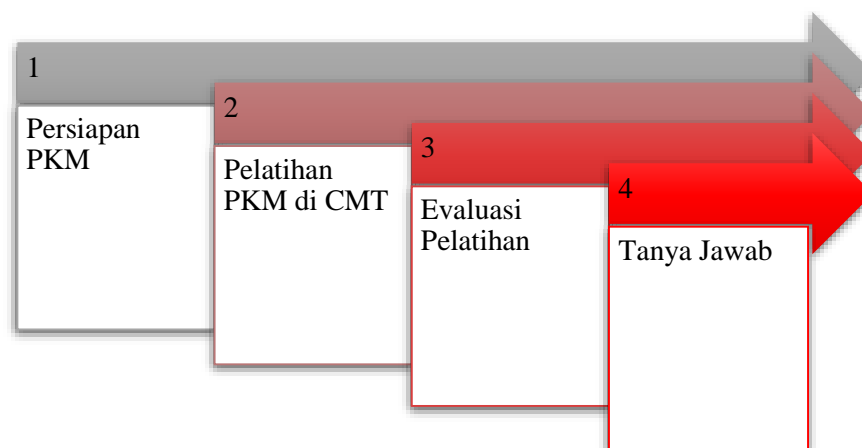 1
Persiapan
PKM
2
Pelatihan
PKM di CMT
3
Evaluasi
Pelatihan
4
Tanya Jawab